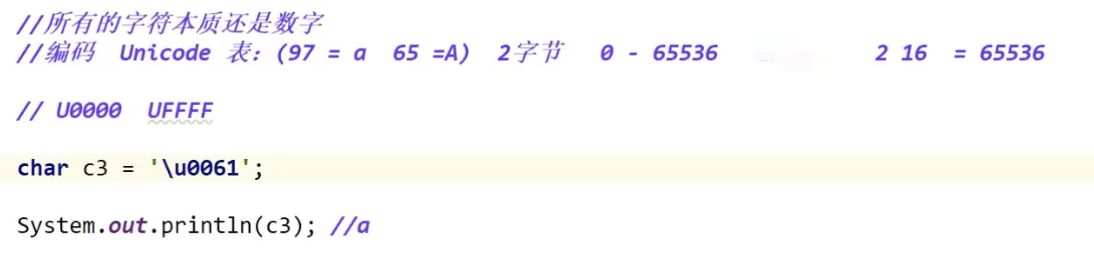 //所有的字符本质还是数字
//编码 Unicode 表：(97 = a 65 =A) 2字节 0 - 65536 2 16 = 65536
// U0000 UFFFF
char c3 = '\u0061';
System.out.println(c3); //a